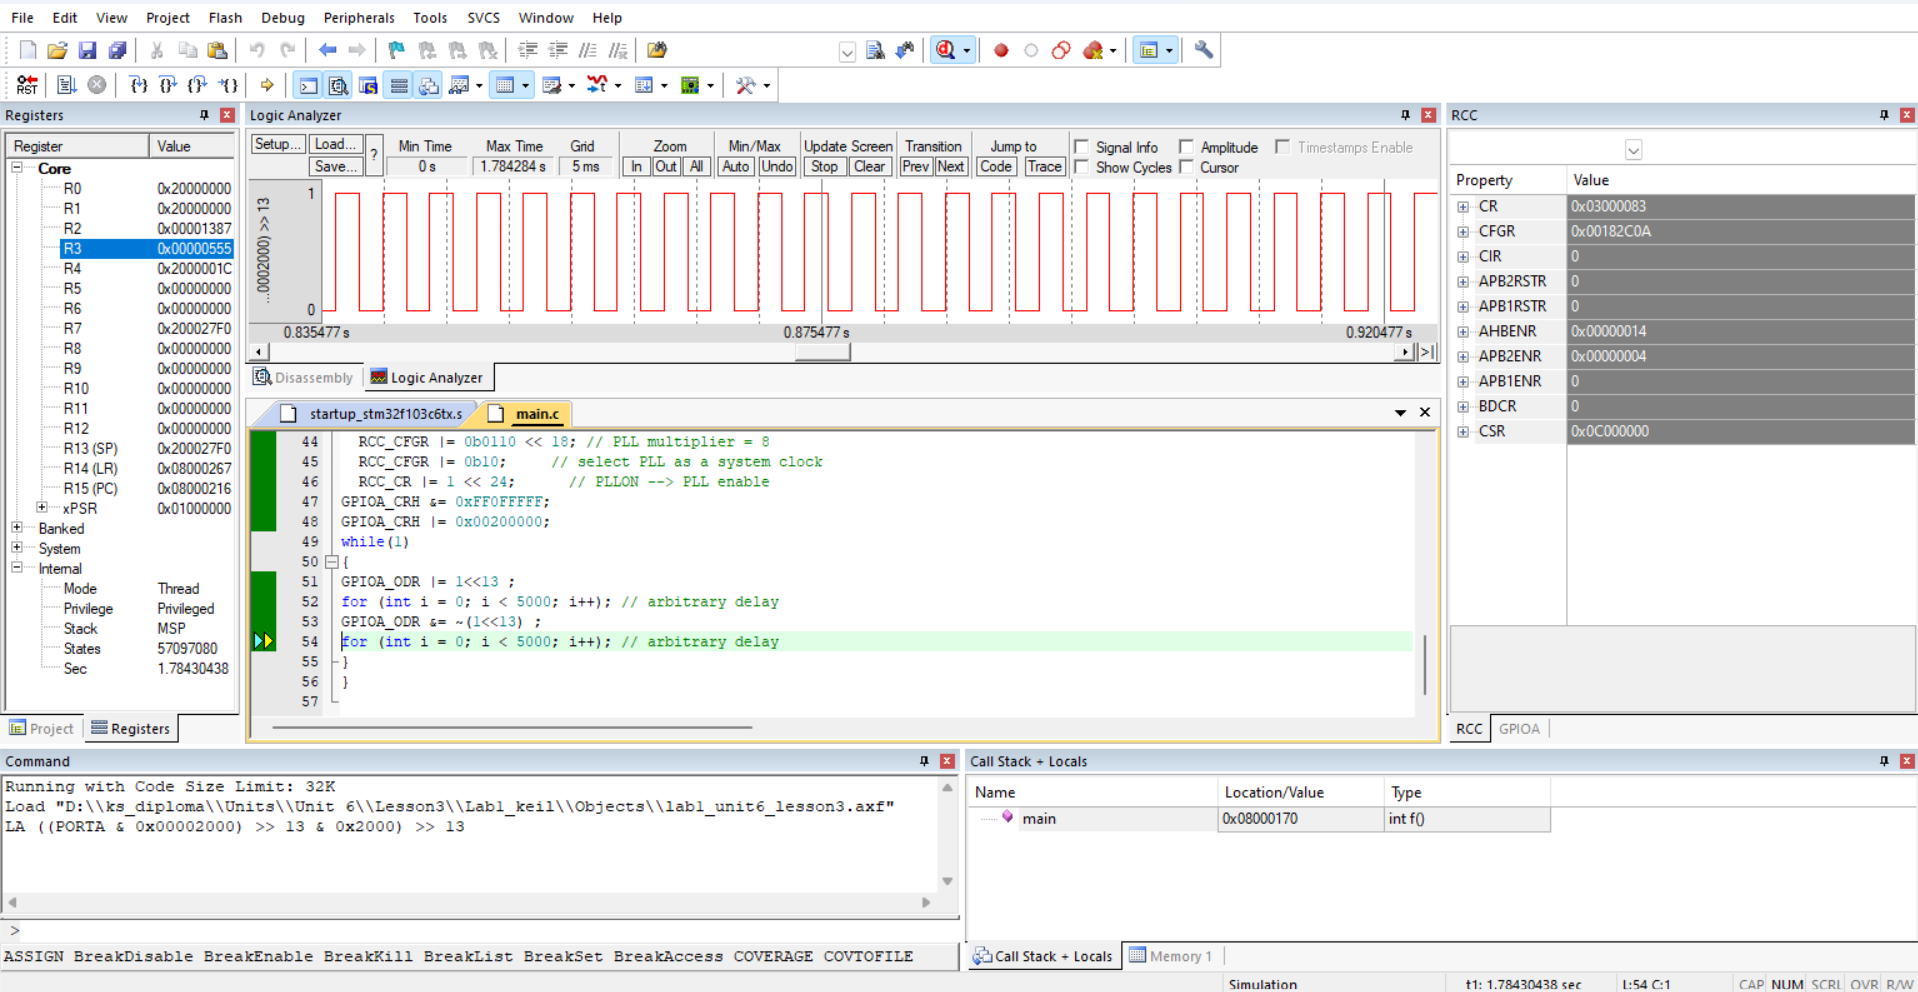 File Edit View Project Flash Debug Peripherals Tools SVCS Window Help
RST
Registers
Register Value
Core
R0 0x20000000
R1 0x20000000
R2 0x00001387
R3 0x00000555
R4 0x2000001C
R5 0x00000000
R6 0x00000000
R7 0x200027F0
R8 0x00000000
R9 0x00000000
R10 0x00000000
R11 0x00000000
R12 0x00000000
R13 (SP) 0x200027F0
R14 (LR) 0x08000267
R15 (PC) 0x08000216
xPSR 0x01000000
Banked
System
Internal
Mode Thread
Privilege Privileged
Stack MSP
States 57097080
Sec 1.78430438
Project Registers
Logic Analyzer
Setup... Load... ? Min Time Max Time Grid Zoom Min/Max Update Screen Transition Jump to Signal Info Amplitude Timestamps Enable
Save... 0 s 1.784284 s 5 ms In Out All Auto Undo Stop Clear Prev Next Code Trace Show Cycles Cursor
...0002000) >> 13
1
0
0.835477 s 0.875477 s 0.920477 s
Disassembly Logic Analyzer
startup_stm32f103c6tx.s main.c
44 RCC_CFGR |= 0b0110 << 18; // PLL multiplier = 8
45 RCC_CFGR |= 0b10; // select PLL as a system clock
46 RCC_CR |= 1 << 24; // PLLON --> PLL enable
47 GPIOA_CRH &= 0xFF0FFFFF;
48 GPIOA_CRH |= 0x00200000;
49 while(1)
50 {
51 GPIOA_ODR |= 1<<13 ;
52 for (int i = 0; i < 5000; i++); // arbitrary delay
53 GPIOA_ODR &= ~(1<<13) ;
54 for (int i = 0; i < 5000; i++); // arbitrary delay
55 }
56 }
57
RCC
Property Value
CR 0x03000083
CFGR 0x00182C0A
CIR 0
APB2RSTR 0
APB1RSTR 0
AHBENR 0x00000014
APB2ENR 0x00000004
APB1ENR 0
BDCR 0
CSR 0x0C000000
RCC GPIOA
Command
Running with Code Size Limit: 32K
Load "D:\\ks_diploma\\Units\\Unit 6\\Lesson3\\Lab1_keil\\Objects\\lab1_unit6_lesson3.axf"
LA ((PORTA & 0x00002000) >> 13 & 0x2000) >> 13
>
ASSIGN BreakDisable BreakEnable BreakKill BreakList BreakSet BreakAccess COVERAGE COVTOFILE
Call Stack + Locals
Name Location/Value Type
main 0x08000170 int f()
Call Stack + Locals Memory 1
Simulation t1: 1.78430438 sec L:54 C:1 CAP NUM SCRL OVR R/W